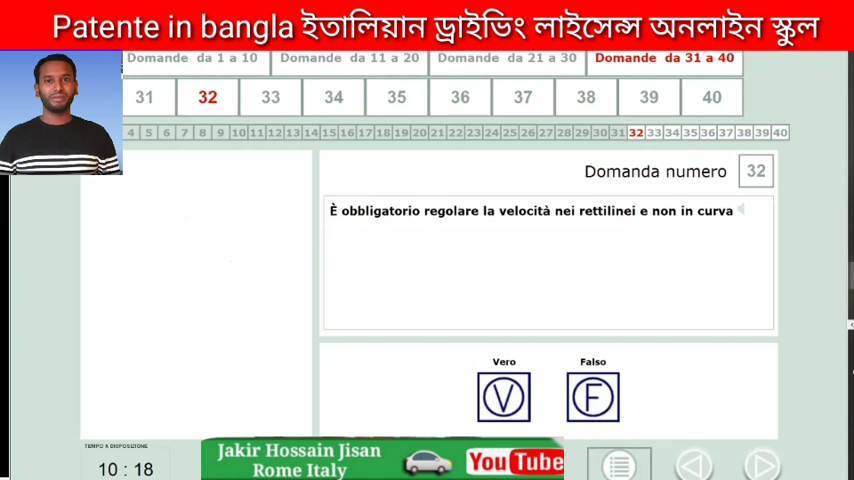 Patente in bangla ইতালিয়ান ড্রাইভিং লাইসেন্স অনলাইন স্কুল
Domande da 1 a 10 Domande da 11 a 20 Domande da 21 a 30 Domande da 31 a 40
31 32 33 34 35 36 37 38 39 40
4 5 6 7 8 9 10 11 12 13 14 15 16 17 18 19 20 21 22 23 24 25 26 27 28 29 30 31 32 33 34 35 36 37 38 39 40
Domanda numero 32
È obbligatorio regolare la velocità nei rettilinei e non in curva
Vero Falso
V F
TEMPO A DISPOSIZIONE
10 : 18
Jakir Hossain Jisan
Rome Italy
YouTube